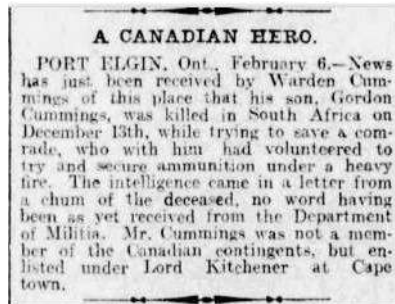 A CANADIAN HERO.
PORT ELGIN, Ont., February 6.—News
has just been received by Warden Cum-
mings of this place that his son, Gordon
Cummings, was killed in South Africa on
December 13th, while trying to save a com-
rade, who with him had volunteered to
try and secure ammunition under a heavy
fire. The intelligence came in a letter from
a chum of the deceased, no word having
been as yet received from the Department
of Militia. Mr. Cummings was not a mem-
ber of the Canadian contingents, but en-
listed under Lord Kitchener at Cape
town.